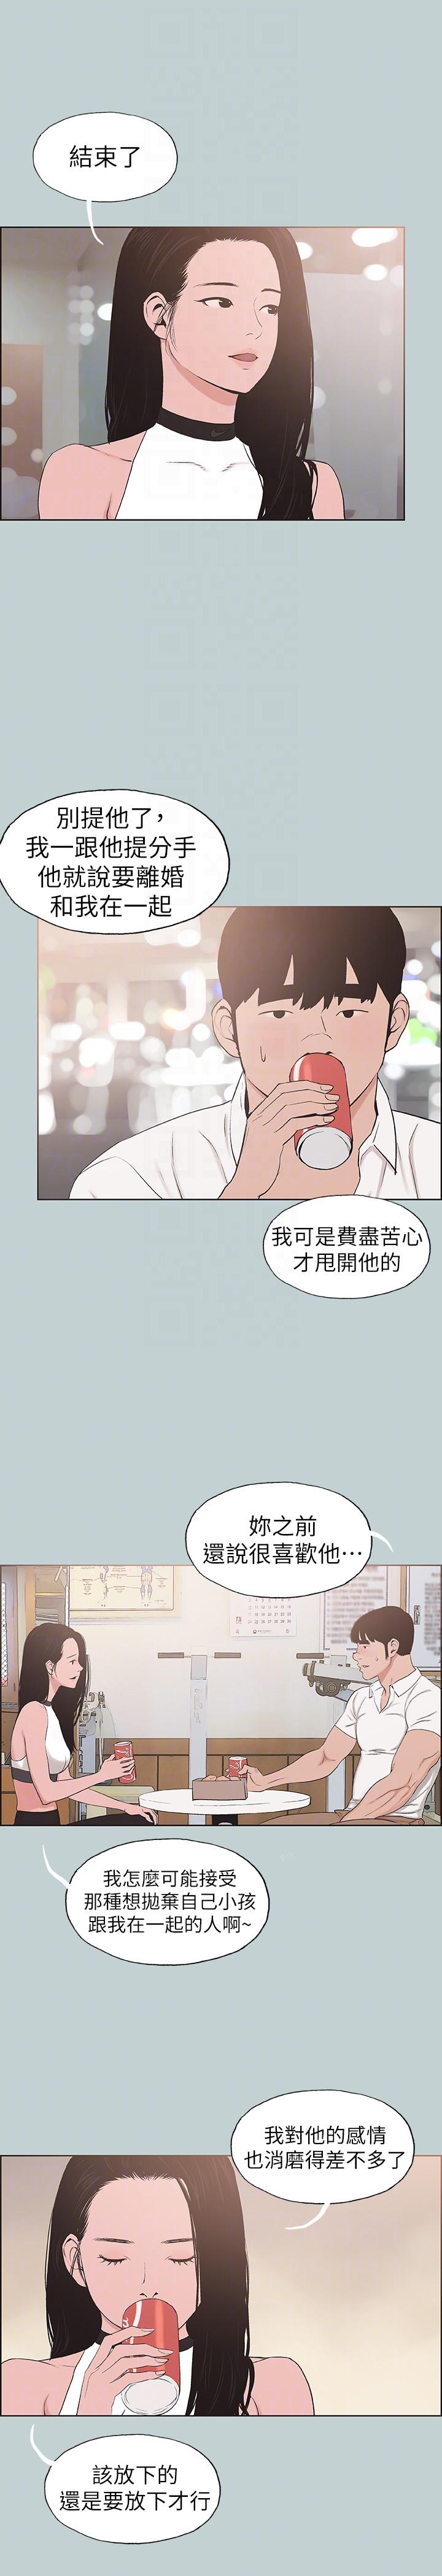 結束了
別提他了，
我一跟他提分手
他就說要離婚
和我在一起
我可是費盡苦心
才甩開他的
妳之前
還說很喜歡他⋯
我怎麼可能接受
那種想拋棄自己小孩
跟我在一起的人啊~
我對他的感情
也消磨得差不多了
該放下的
還是要放下才行